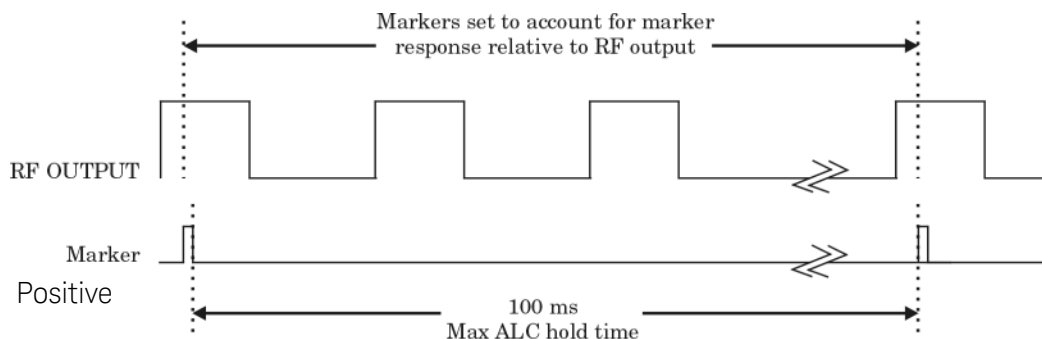 Markers set to account for marker
response relative to RF output
RF OUTPUT
Marker
Positive
100 ms
Max ALC hold time